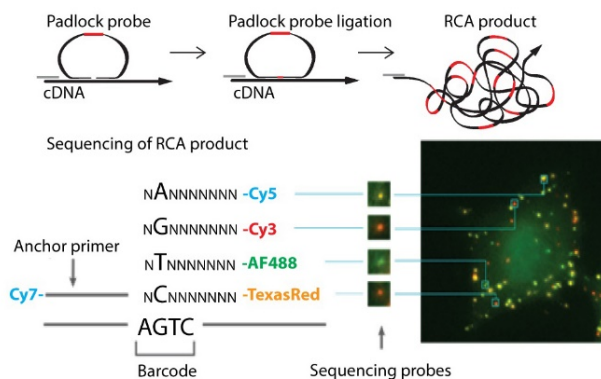 Padlock probe
Padlock probe ligation
RCA product
cDNA
cDNA
Sequencing of RCA product
NANNNNNNN -Cy5
NGNNNNNNN -Cy3
Anchor primer
NTNNNNNNN -AF488
Cy7-
NCNNNNNNN -TexasRed
AGTC
Barcode
Sequencing probes